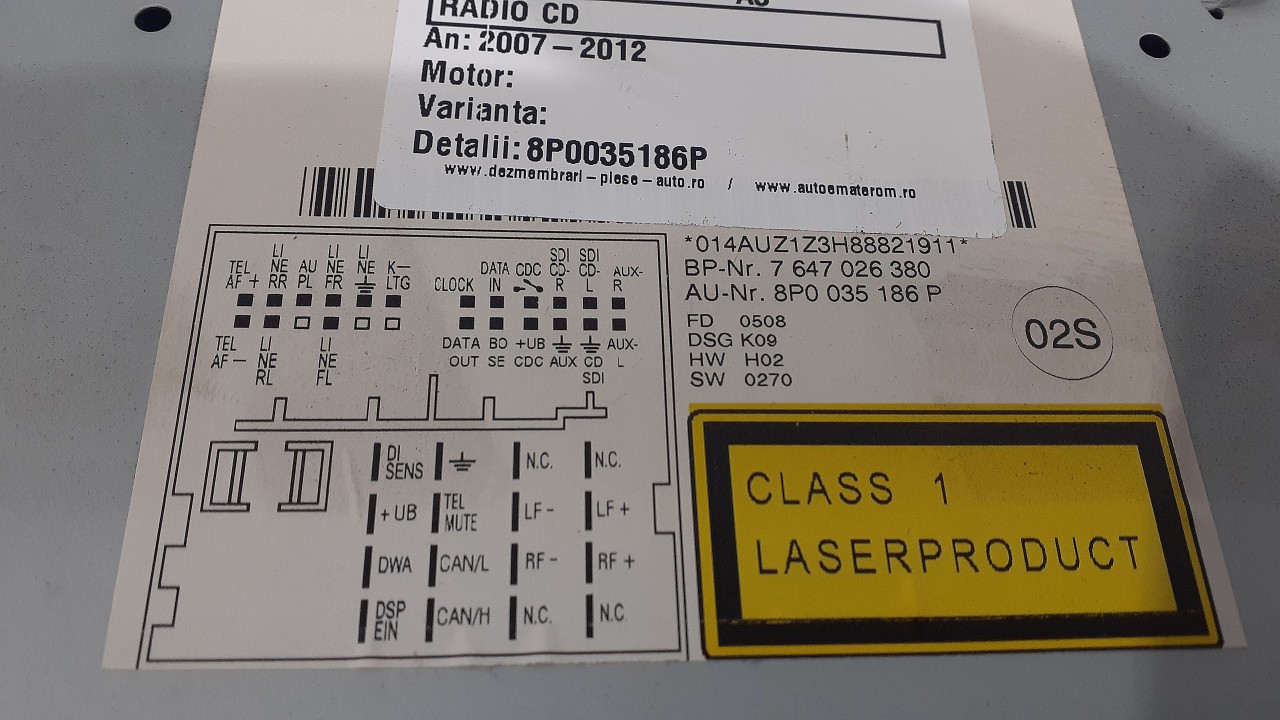 A3
RADIO CD
An: 2007-2012
Motor:
Varianta:
Detalii: 8P0035186P
www.dezmembrari-piese-auto.ro / www.autoematerom.ro
*014AUZ1Z3H88821911*
BP-Nr. 7 647 026 380
AU-Nr. 8P0 035 186 P
FD 0508
DSG K09
HW H02
SW 0270
02S
TEL AF+ LINE RR AUPL LINE FR LINE K-LTG CLOCK DATA IN CDC SDI CD-R SDI CD-L AUX-R
TEL AF- LINE RL LINE FL DATA OUT BOSE +UB CDC AUX CD SDI AUX-L
DI SENS N.C. N.C.
+UB TEL MUTE LF- LF+
DWA CAN/L RF- RF+
DSP EIN CAN/H N.C. N.C
CLASS 1
LASERPRODUCT